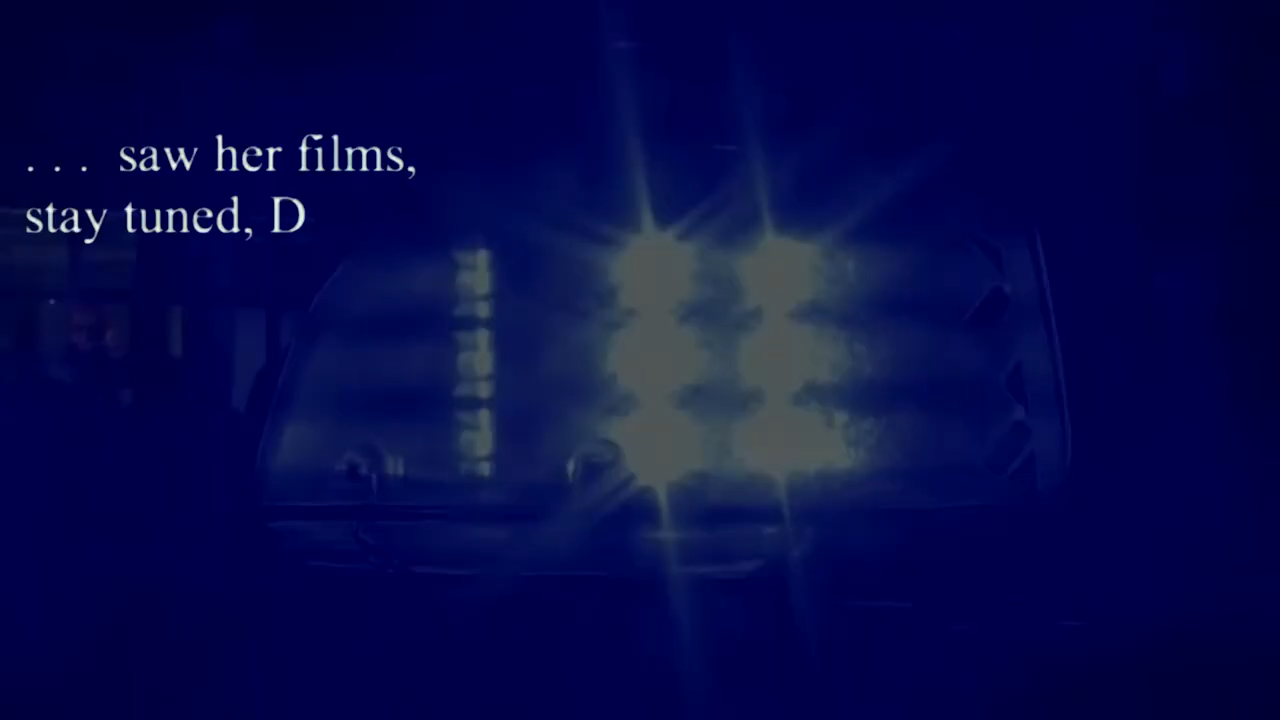 . . . saw her films,
stay tuned, D